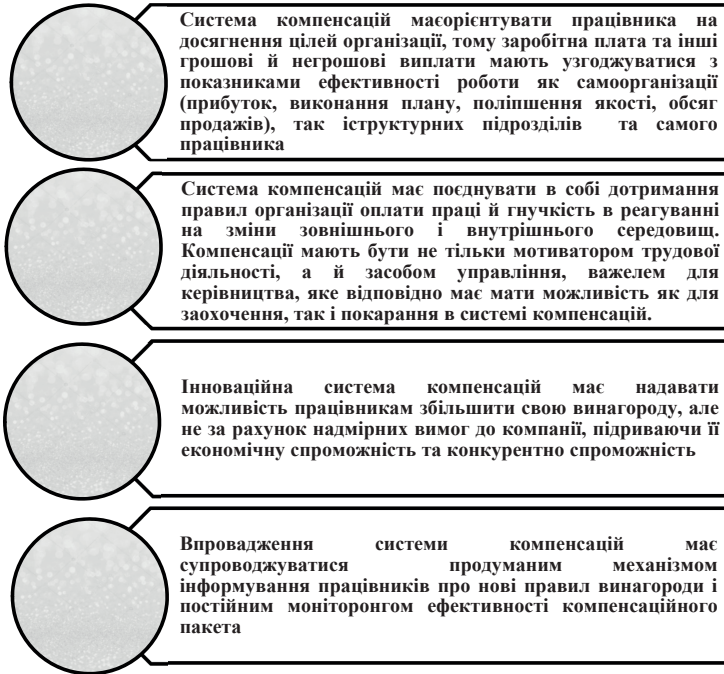 Система компенсацій маєорієнтувати працівника на
досягнення цілей організації, тому заробітна плата та інші
грошові й негрошові виплати мають узгоджуватися з
показниками ефективності роботи як самоорганізації
(прибуток, виконання плану, поліпшення якості, обсяг
продажів), так іструктурних підрозділів та самого
працівника
Система компенсацій має поєднувати в собі дотримання
правил організації оплати праці й гнучкість в реагуванні
на зміни зовнішнього і внутрішнього середовищ.
Компенсації мають бути не тільки мотиватором трудової
діяльності, а й засобом управління, важелем для
керівництва, яке відповідно має мати можливість як для
заохочення, так і покарання в системі компенсацій.
Інноваційна система компенсацій має надавати
можливість працівникам збільшити свою винагороду, але
не за рахунок надмірних вимог до компанії, підриваючи її
економічну спроможність та конкурентно спроможність
Впровадження системи компенсацій має
супроводжуватися продуманим механізмом
інформування працівників про нові правил винагороди і
постійним моніторонгом ефективності компенсаційного
пакета